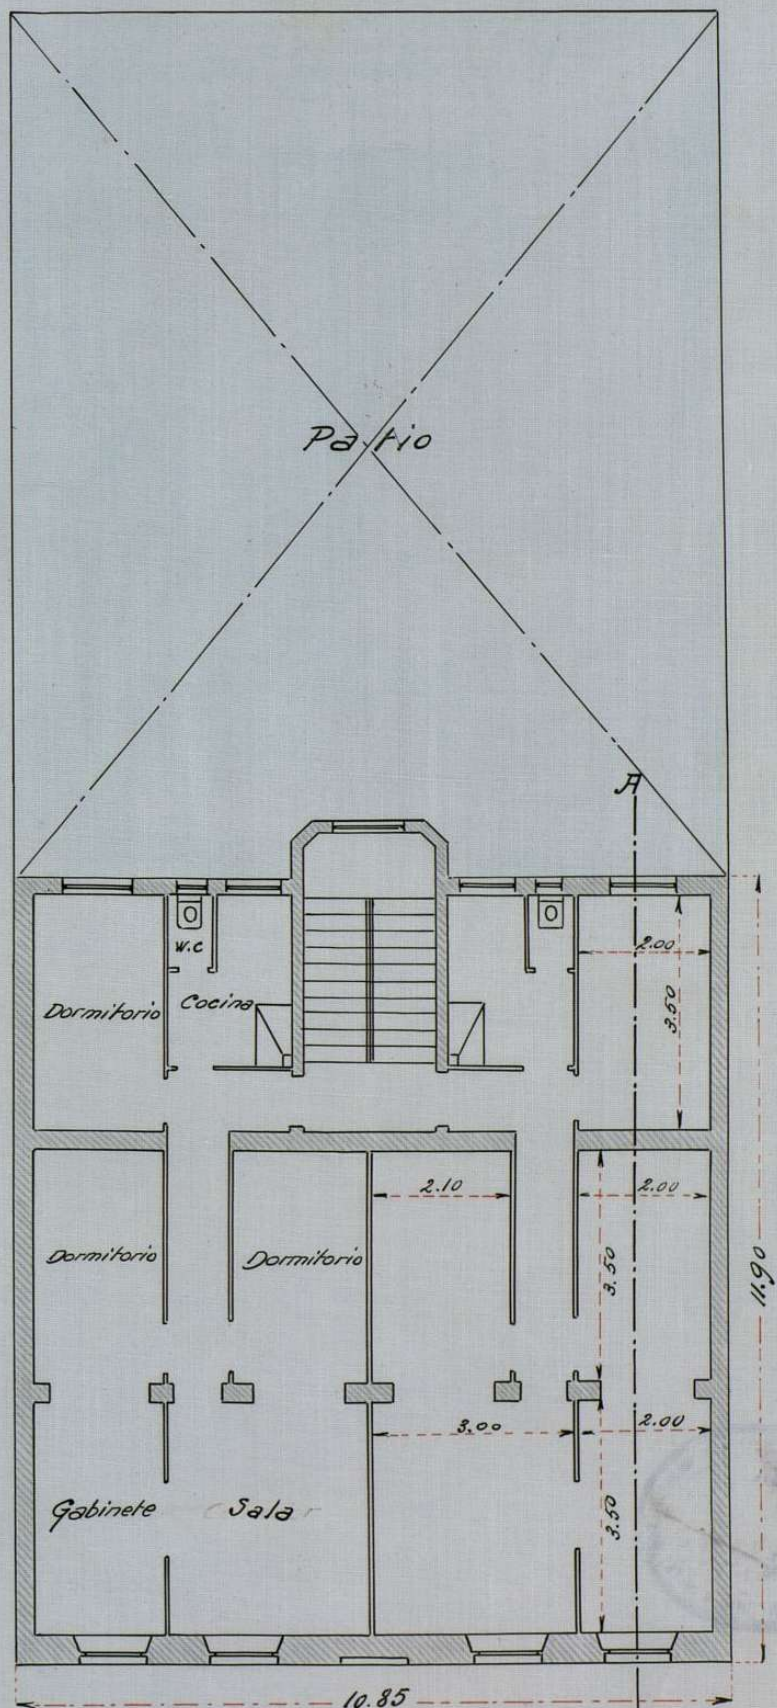 Patio
A
W.C
2.00
Dormitorio
Cocina
3.50
2.10
2.00
Dormitorio
Dormitorio
3.50
11.90
3.00
2.00
Gabinete
Sala
3.50
10.85